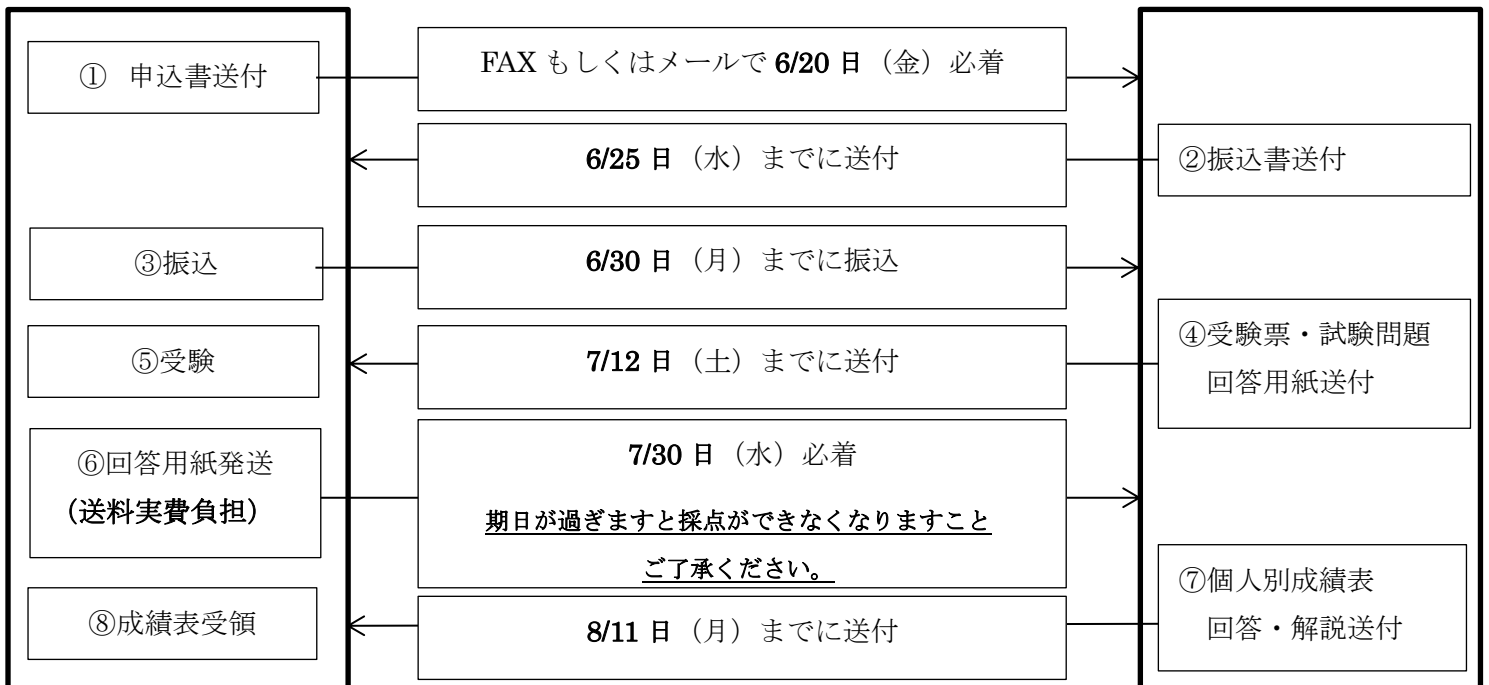 ① 申込書送付
FAX もしくはメールで 6/20 日（金）必着
6/25 日（水）までに送付
②振込書送付
③振込
6/30 日（月）までに振込
④受験票・試験問題
回答用紙送付
⑤受験
7/12 日（土）までに送付
⑥回答用紙発送
(送料実費負担)
7/30 日（水）必着
期日が過ぎますと採点ができなくなりますこと
ご了承ください。
⑦個人別成績表
回答・解説送付
⑧成績表受領
8/11 日（月）までに送付